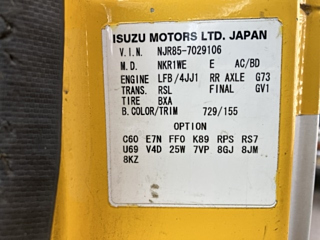 ISUZU MOTORS LTD. JAPAN
V.I.N. NJR85-7029106
M.D. NKR1WE E AC/BD
ENGINE LFB/4JJ1 RR AXLE G73
TRANS. RSL FINAL GV1
TIRE BXA
B.COLOR/TRIM 729/155
OPTION
C60 E7N FF0 K89 RPS RS7
U69 V4D 25W 7VP 8GJ 8JM
8KZ